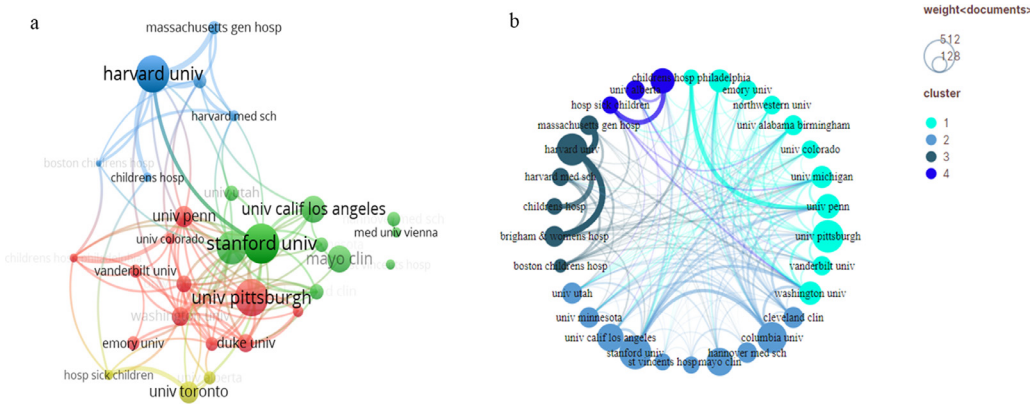 a
massachusetts gen hosp
harvard univ
harvard med sch
boston childrens hosp
childrens hosp
univ utah
univ calif los angeles
univ penn
med univ vienna
univ colorado
stanford univ
mayo clin
vanderbilt univ
univ pittsburgh
washington univ
emory univ
duke univ
hosp sick children
univ toronto
b
childrens hosp philadelphia
univ alberta
emory univ
hosp sick children
northwestern univ
massachusetts gen hosp
univ alabama birmingham
harvard univ
univ colorado
harvard med sch
univ michigan
childrens hosp
univ penn
brigham & womens hosp
univ pittsburgh
boston childrens hosp
vanderbilt univ
univ utah
washington univ
univ minnesota
cleveland clin
univ calif los angeles
columbia univ
stanford univ
hannover med sch
st vincents hosp
mayo clin
weight<documents>
512
128
cluster
1
2
3
4